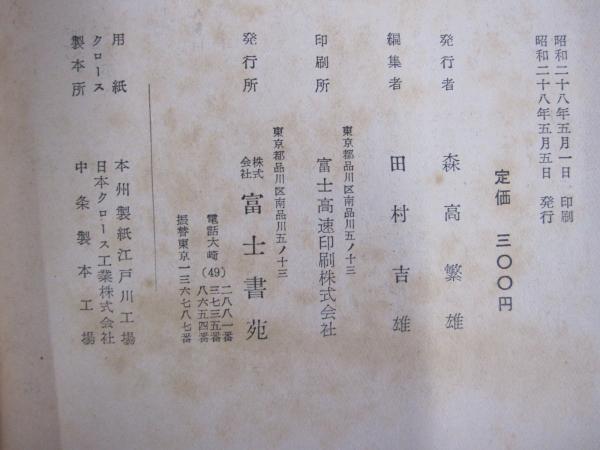 昭和二十八年五月一日 印刷
昭和二十八年五月五日 発行
定価 三〇〇円
発行者 森高繁雄
編集者 田村吉雄
東京都品川区南品川五ノ十三
印刷所 富士高速印刷株式会社
東京都品川区南品川五ノ十三
発行所 株式会社 富士書苑
電話大崎(49)二八八一番
三七三五番
八六五四番
振替東京一三六七八七番
用紙 本州製紙江戸川工場
クロース 日本クロース工業株式会社
製本所 中条製本工場